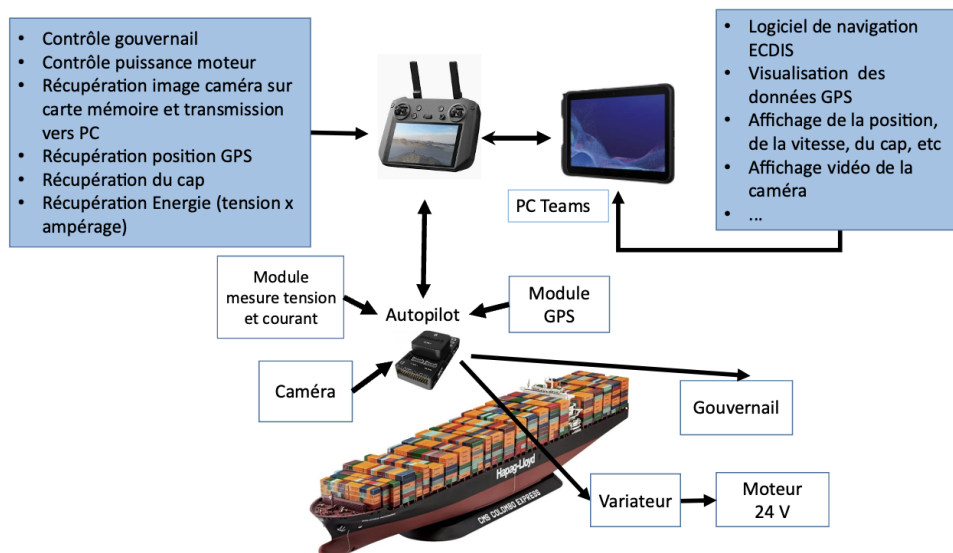 • Contrôle gouvernail
• Contrôle puissance moteur
• Récupération image caméra sur
carte mémoire et transmission
vers PC
• Récupération position GPS
• Récupération du cap
• Récupération Energie (tension x
ampérage)
• Logiciel de navigation
ECDIS
• Visualisation des
données GPS
• Affichage de la position,
de la vitesse, du cap, etc
• Affichage vidéo de la
caméra
• ...
PC Teams
Module
mesure tension
et courant
Autopilot
Module
GPS
Caméra
Gouvernail
Hapag-Lloyd
CMS COLOMBO EXPRESS
Variateur
Moteur
24 V